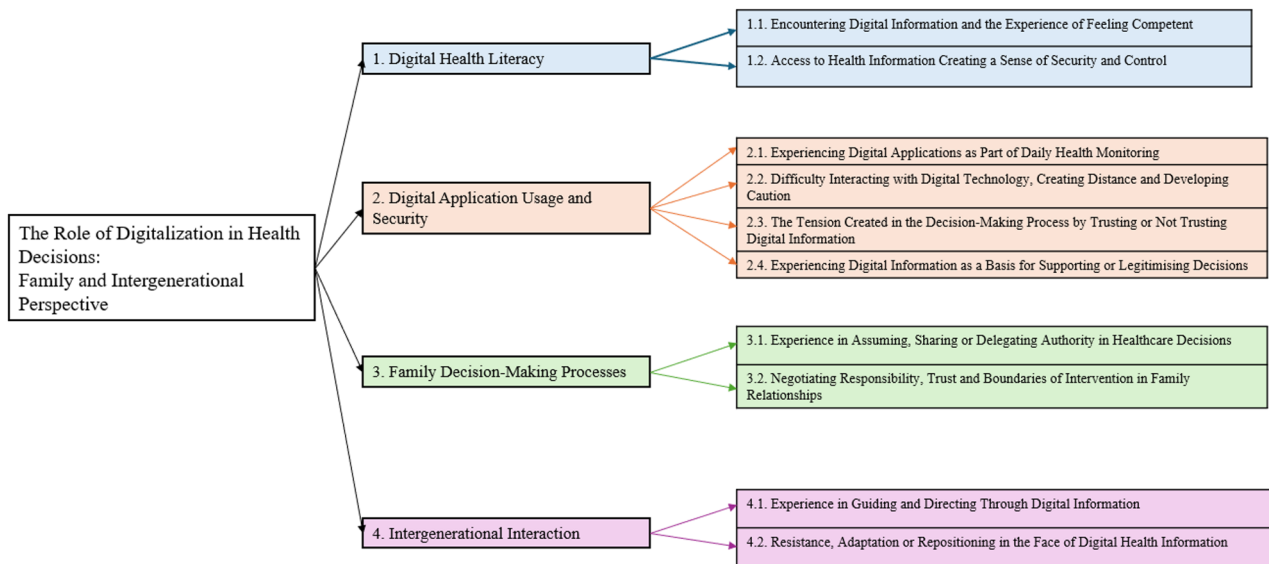 The Role of Digitalization in Health
Decisions:
Family and Intergenerational
Perspective
1. Digital Health Literacy
1.1. Encountering Digital Information and the Experience of Feeling Competent
1.2. Access to Health Information Creating a Sense of Security and Control
2. Digital Application Usage and
Security
2.1. Experiencing Digital Applications as Part of Daily Health Monitoring
2.2. Difficulty Interacting with Digital Technology, Creating Distance and Developing
Caution
2.3. The Tension Created in the Decision-Making Process by Trusting or Not Trusting
Digital Information
2.4. Experiencing Digital Information as a Basis for Supporting or Legitimising Decisions
3. Family Decision-Making Processes
3.1. Experience in Assuming, Sharing or Delegating Authority in Healthcare Decisions
3.2. Negotiating Responsibility, Trust and Boundaries of Intervention in Family
Relationships
4. Intergenerational Interaction
4.1. Experience in Guiding and Directing Through Digital Information
4.2. Resistance, Adaptation or Repositioning in the Face of Digital Health Information